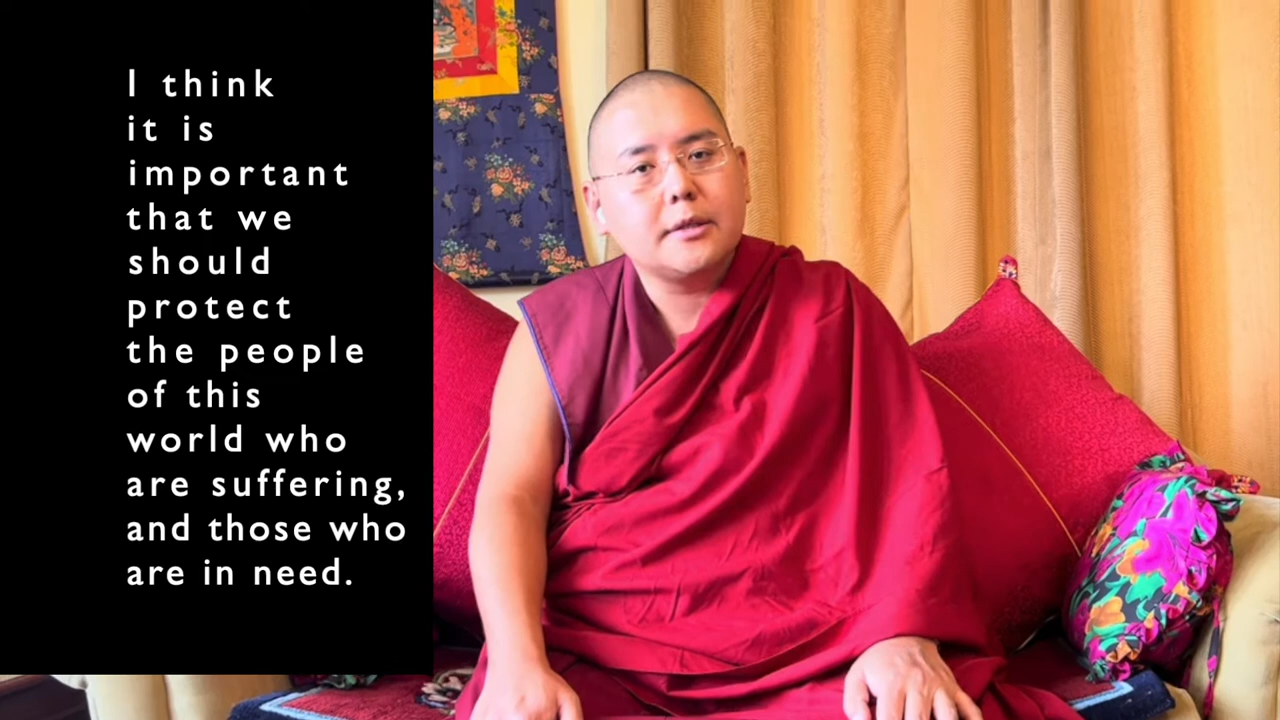 I think
it is
important
that we
should
protect
the people
of this
world who
are suffering,
and those who
are in need.